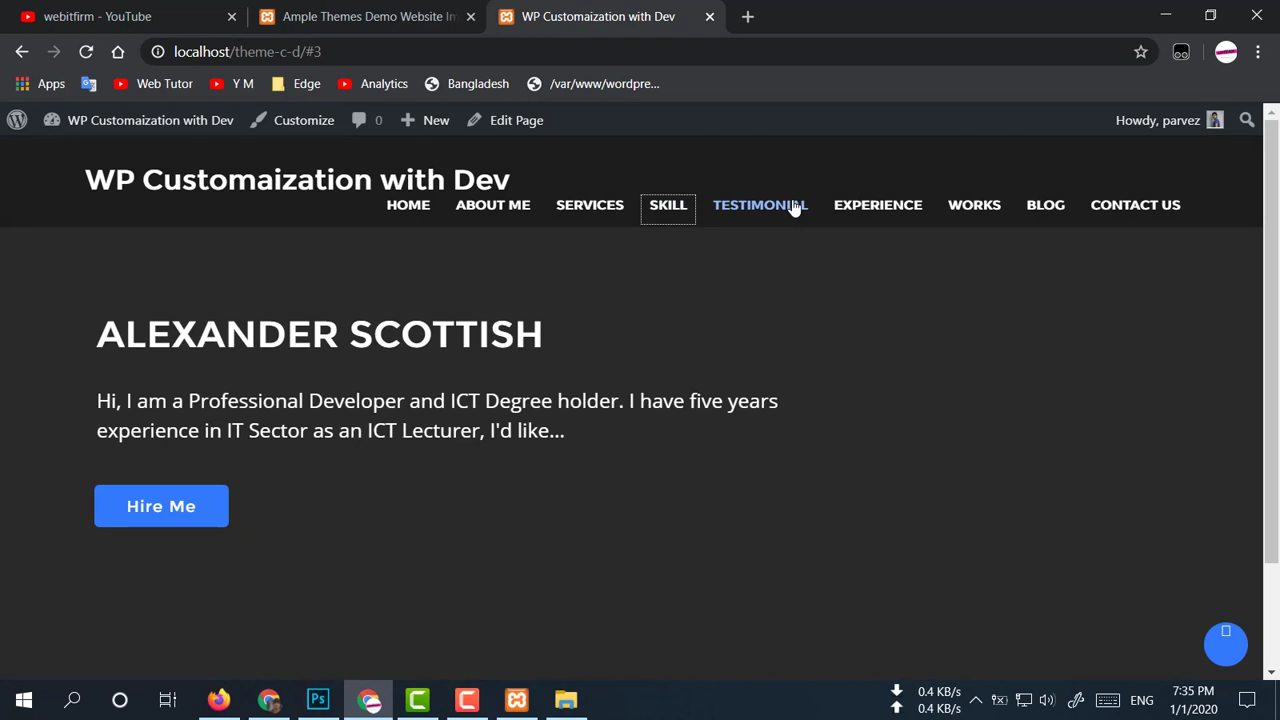 webitfirm - YouTube
Ample Themes Demo Website Im
WP Customaization with Dev
localhost/theme-c-d/#3
Apps
Web Tutor
Y M
Edge
Analytics
Bangladesh
/var/www/wordpre...
WP Customaization with Dev
Customize
0
New
Edit Page
Howdy, parvez
WP Customaization with Dev
HOME
ABOUT ME
SERVICES
SKILL
TESTIMONIAL
EXPERIENCE
WORKS
BLOG
CONTACT US
ALEXANDER SCOTTISH
Hi, I am a Professional Developer and ICT Degree holder. I have five years
experience in IT Sector as an ICT Lecturer, I'd like...
Hire Me
Ps
0.4 KB/s
0.4 KB/s
ENG
7:35 PM
1/1/2020